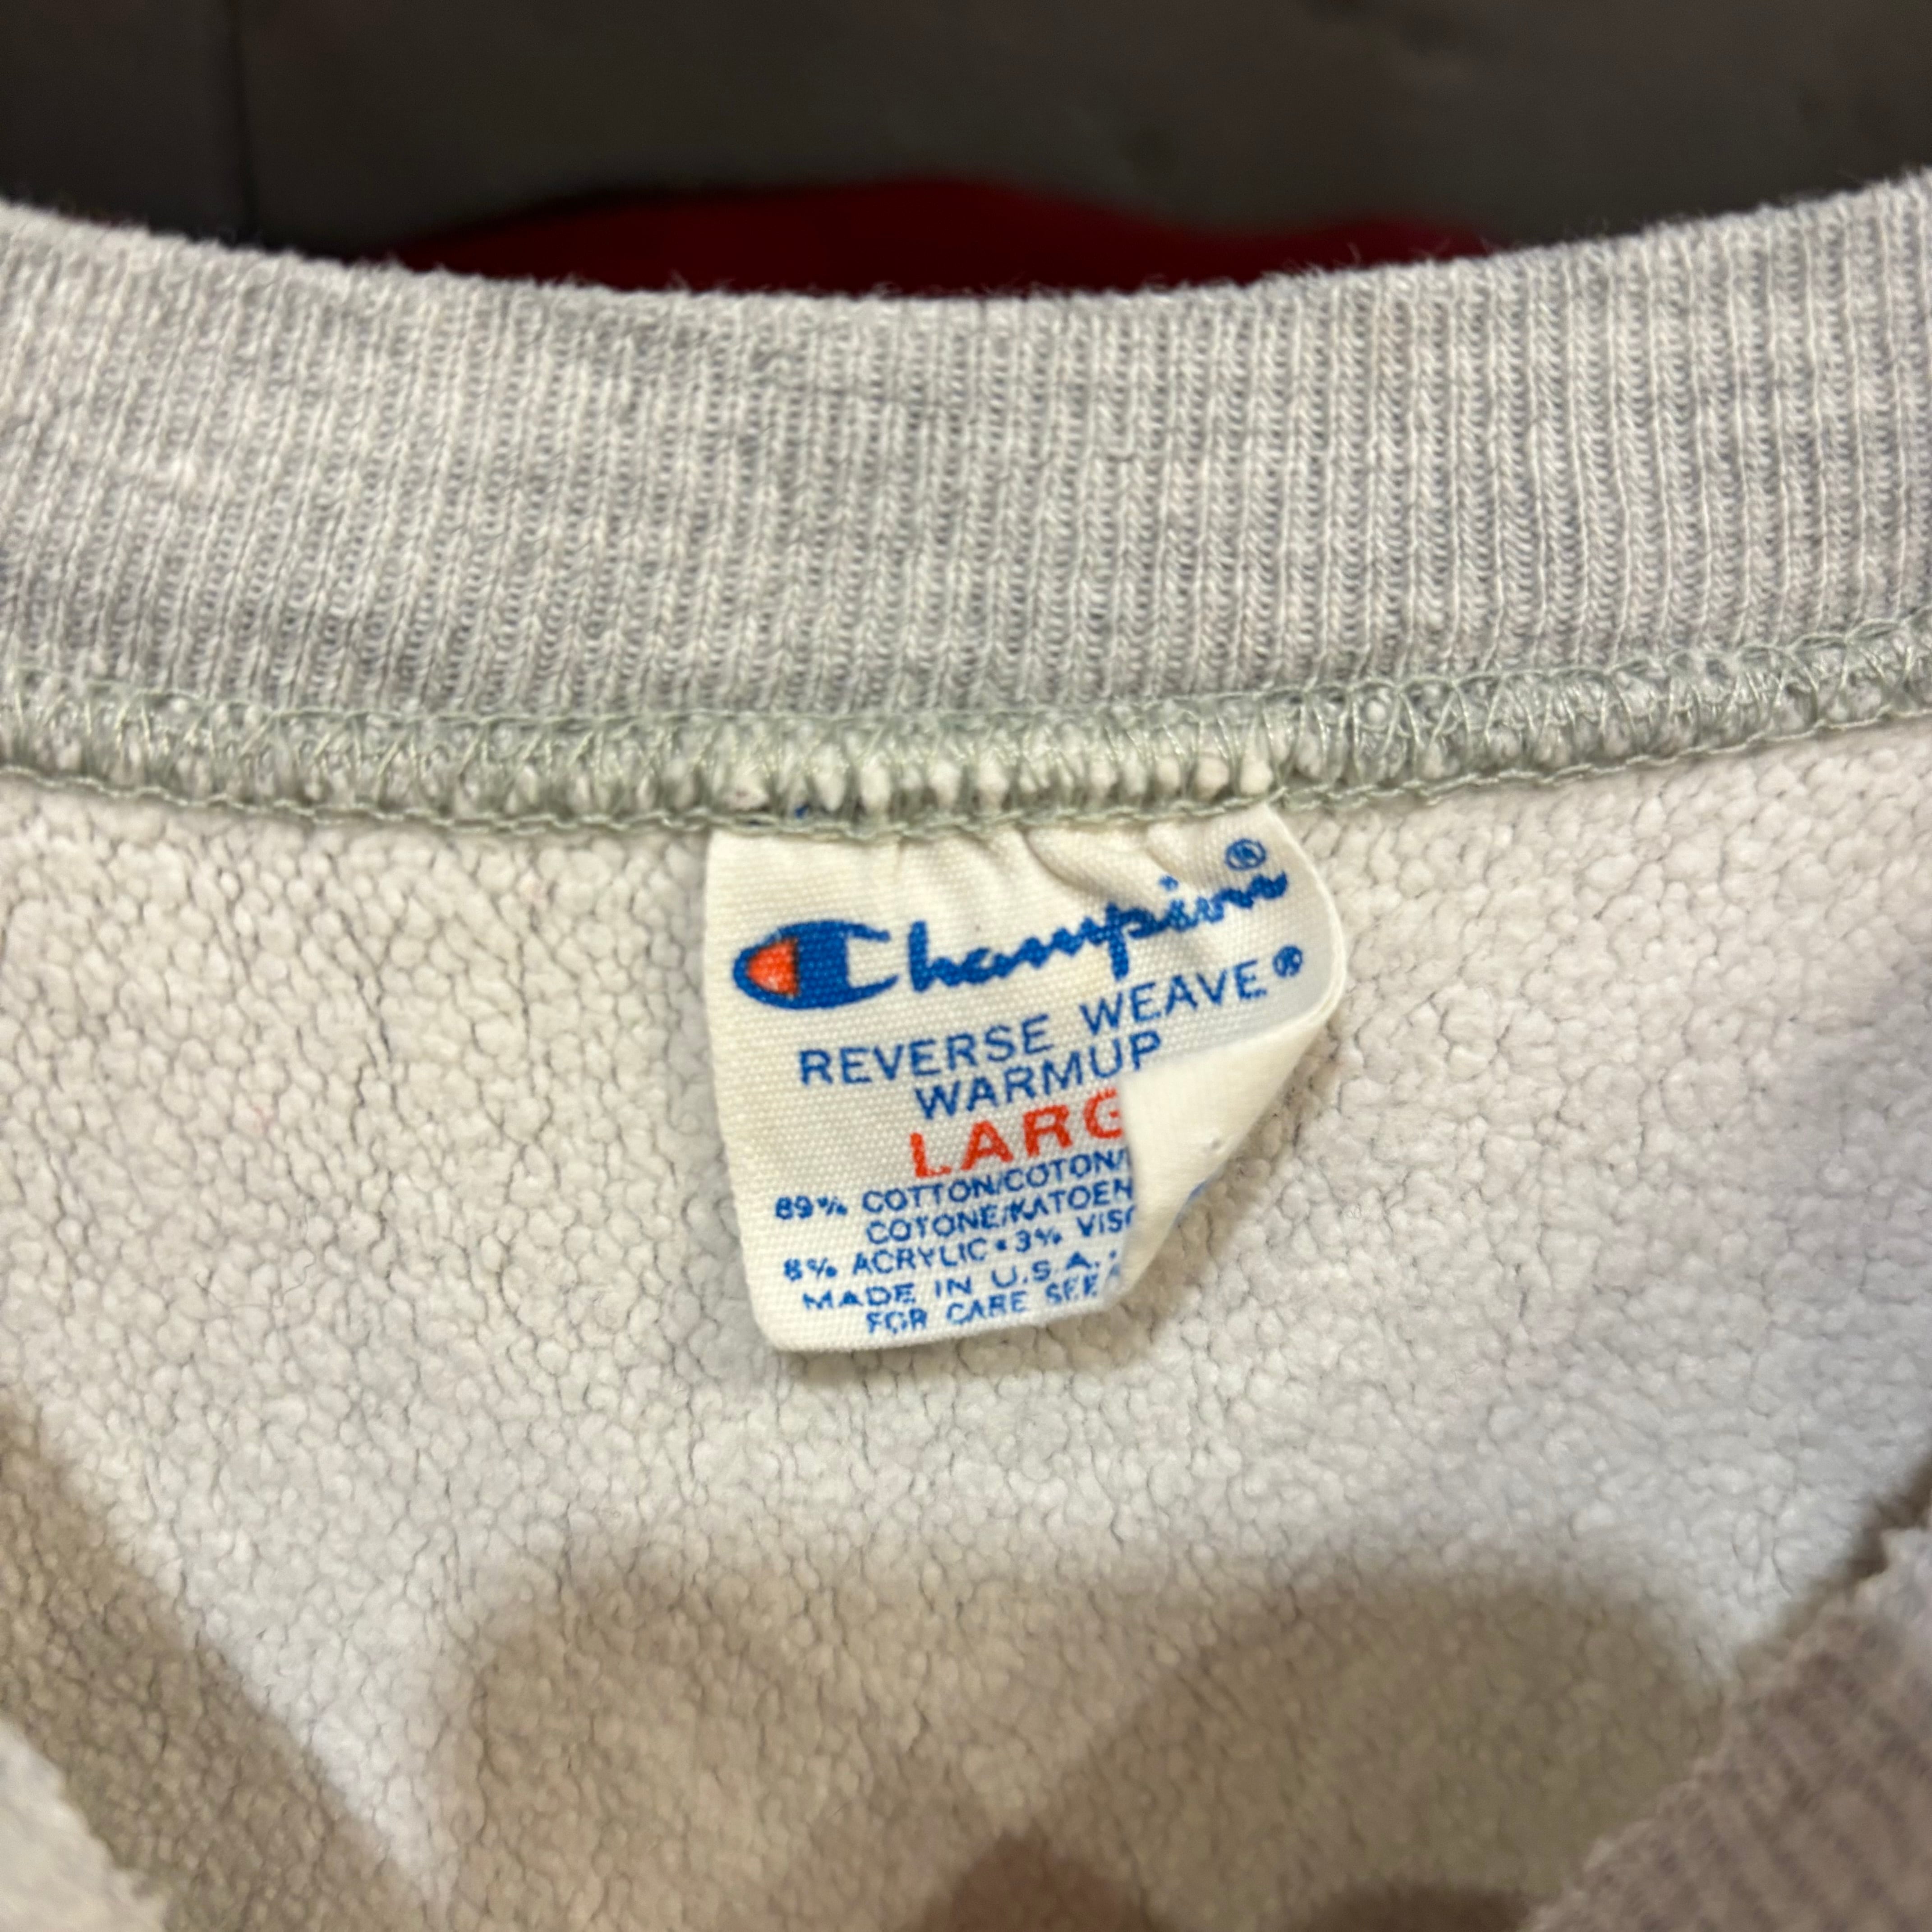 Champion®
REVERSE WEAVE®
WARMUP
LARG
89% COTTON/COTON/
COTONE/KATOEN
8% ACRYLIC • 3% VISC
MADE IN U.S.A. •
FOR CARE SEE